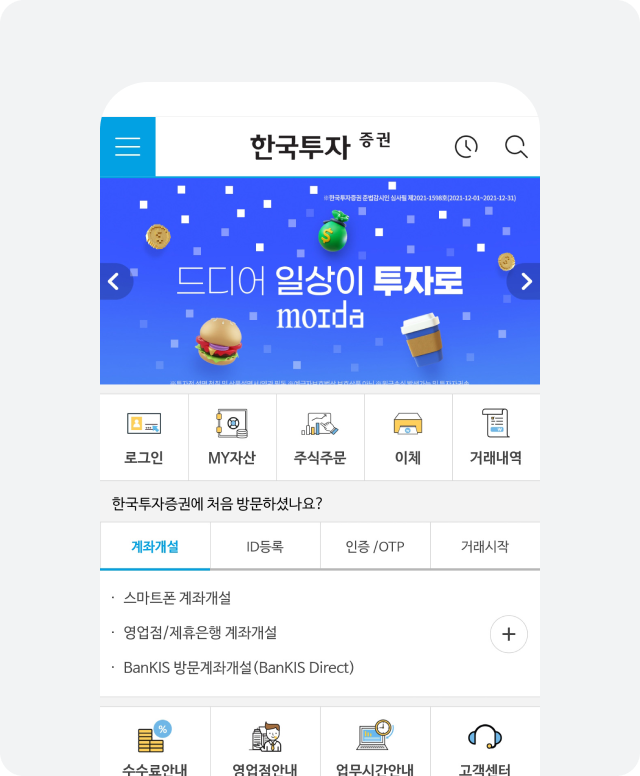 한국투자 증권
※한국투자증권 준법감시인 심사필 제2021-1598호(2021-12-01~2021-12-31)
드디어 일상이 투자로
moida
로그인
MY자산
주식주문
이체
거래내역
한국투자증권에 처음 방문하셨나요?
계좌개설
ID등록
인증 /OTP
거래시작
· 스마트폰 계좌개설
· 영업점/제휴은행 계좌개설
· BanKIS 방문계좌개설(BanKIS Direct)
수수료안내
영업점안내
업무시간안내
고객센터